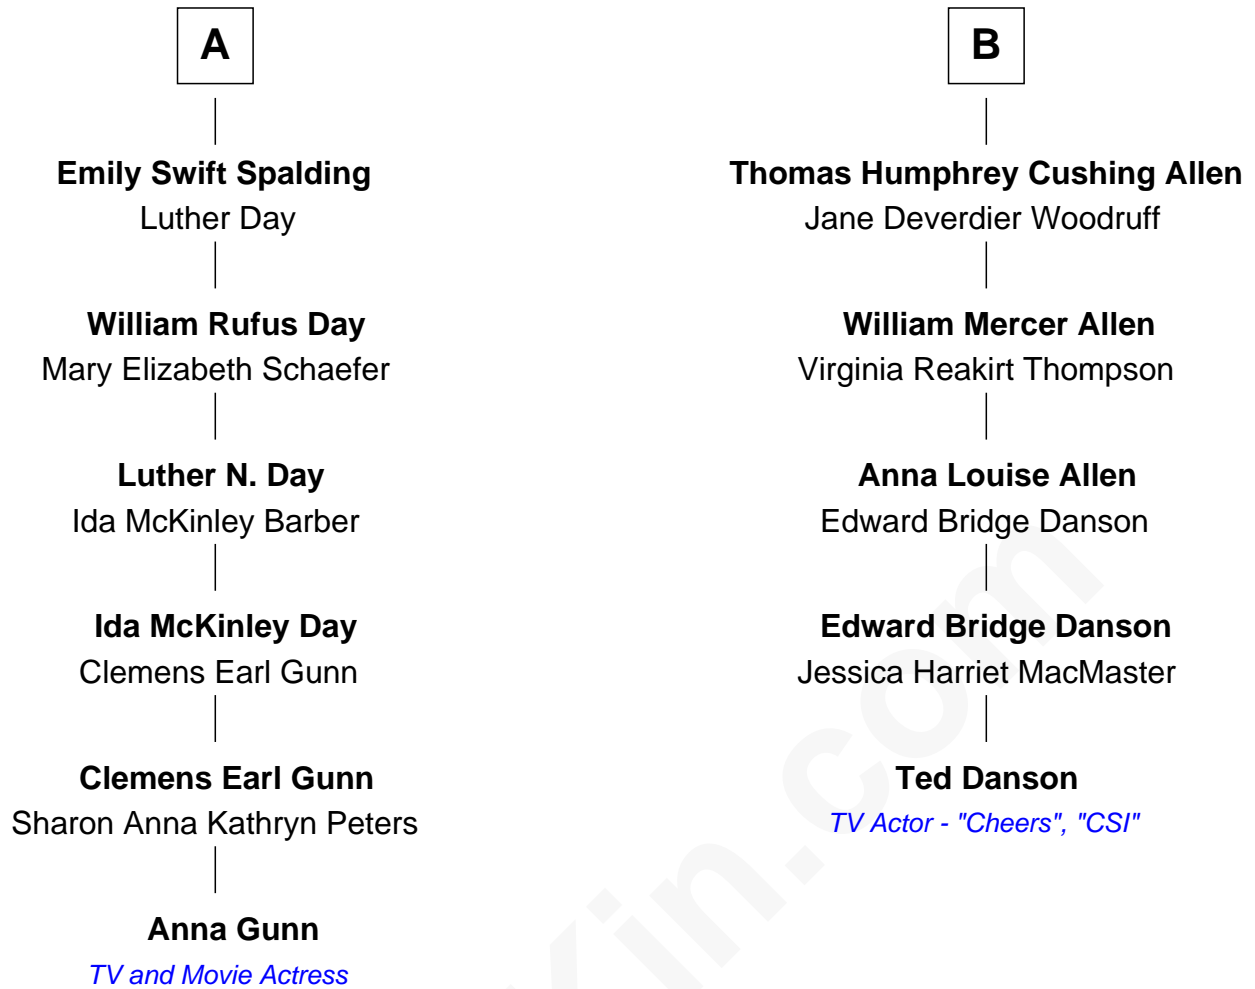 A
Emily Swift Spalding
Luther Day
William Rufus Day
Mary Elizabeth Schaefer
Luther N. Day
Ida McKinley Barber
Ida McKinley Day
Clemens Earl Gunn
Clemens Earl Gunn
Sharon Anna Kathryn Peters
Anna Gunn
TV and Movie Actress
B
Thomas Humphrey Cushing Allen
Jane Deverdier Woodruff
William Mercer Allen
Virginia Reakirt Thompson
Anna Louise Allen
Edward Bridge Danson
Edward Bridge Danson
Jessica Harriet MacMaster
Ted Danson
TV Actor - "Cheers", "CSI"